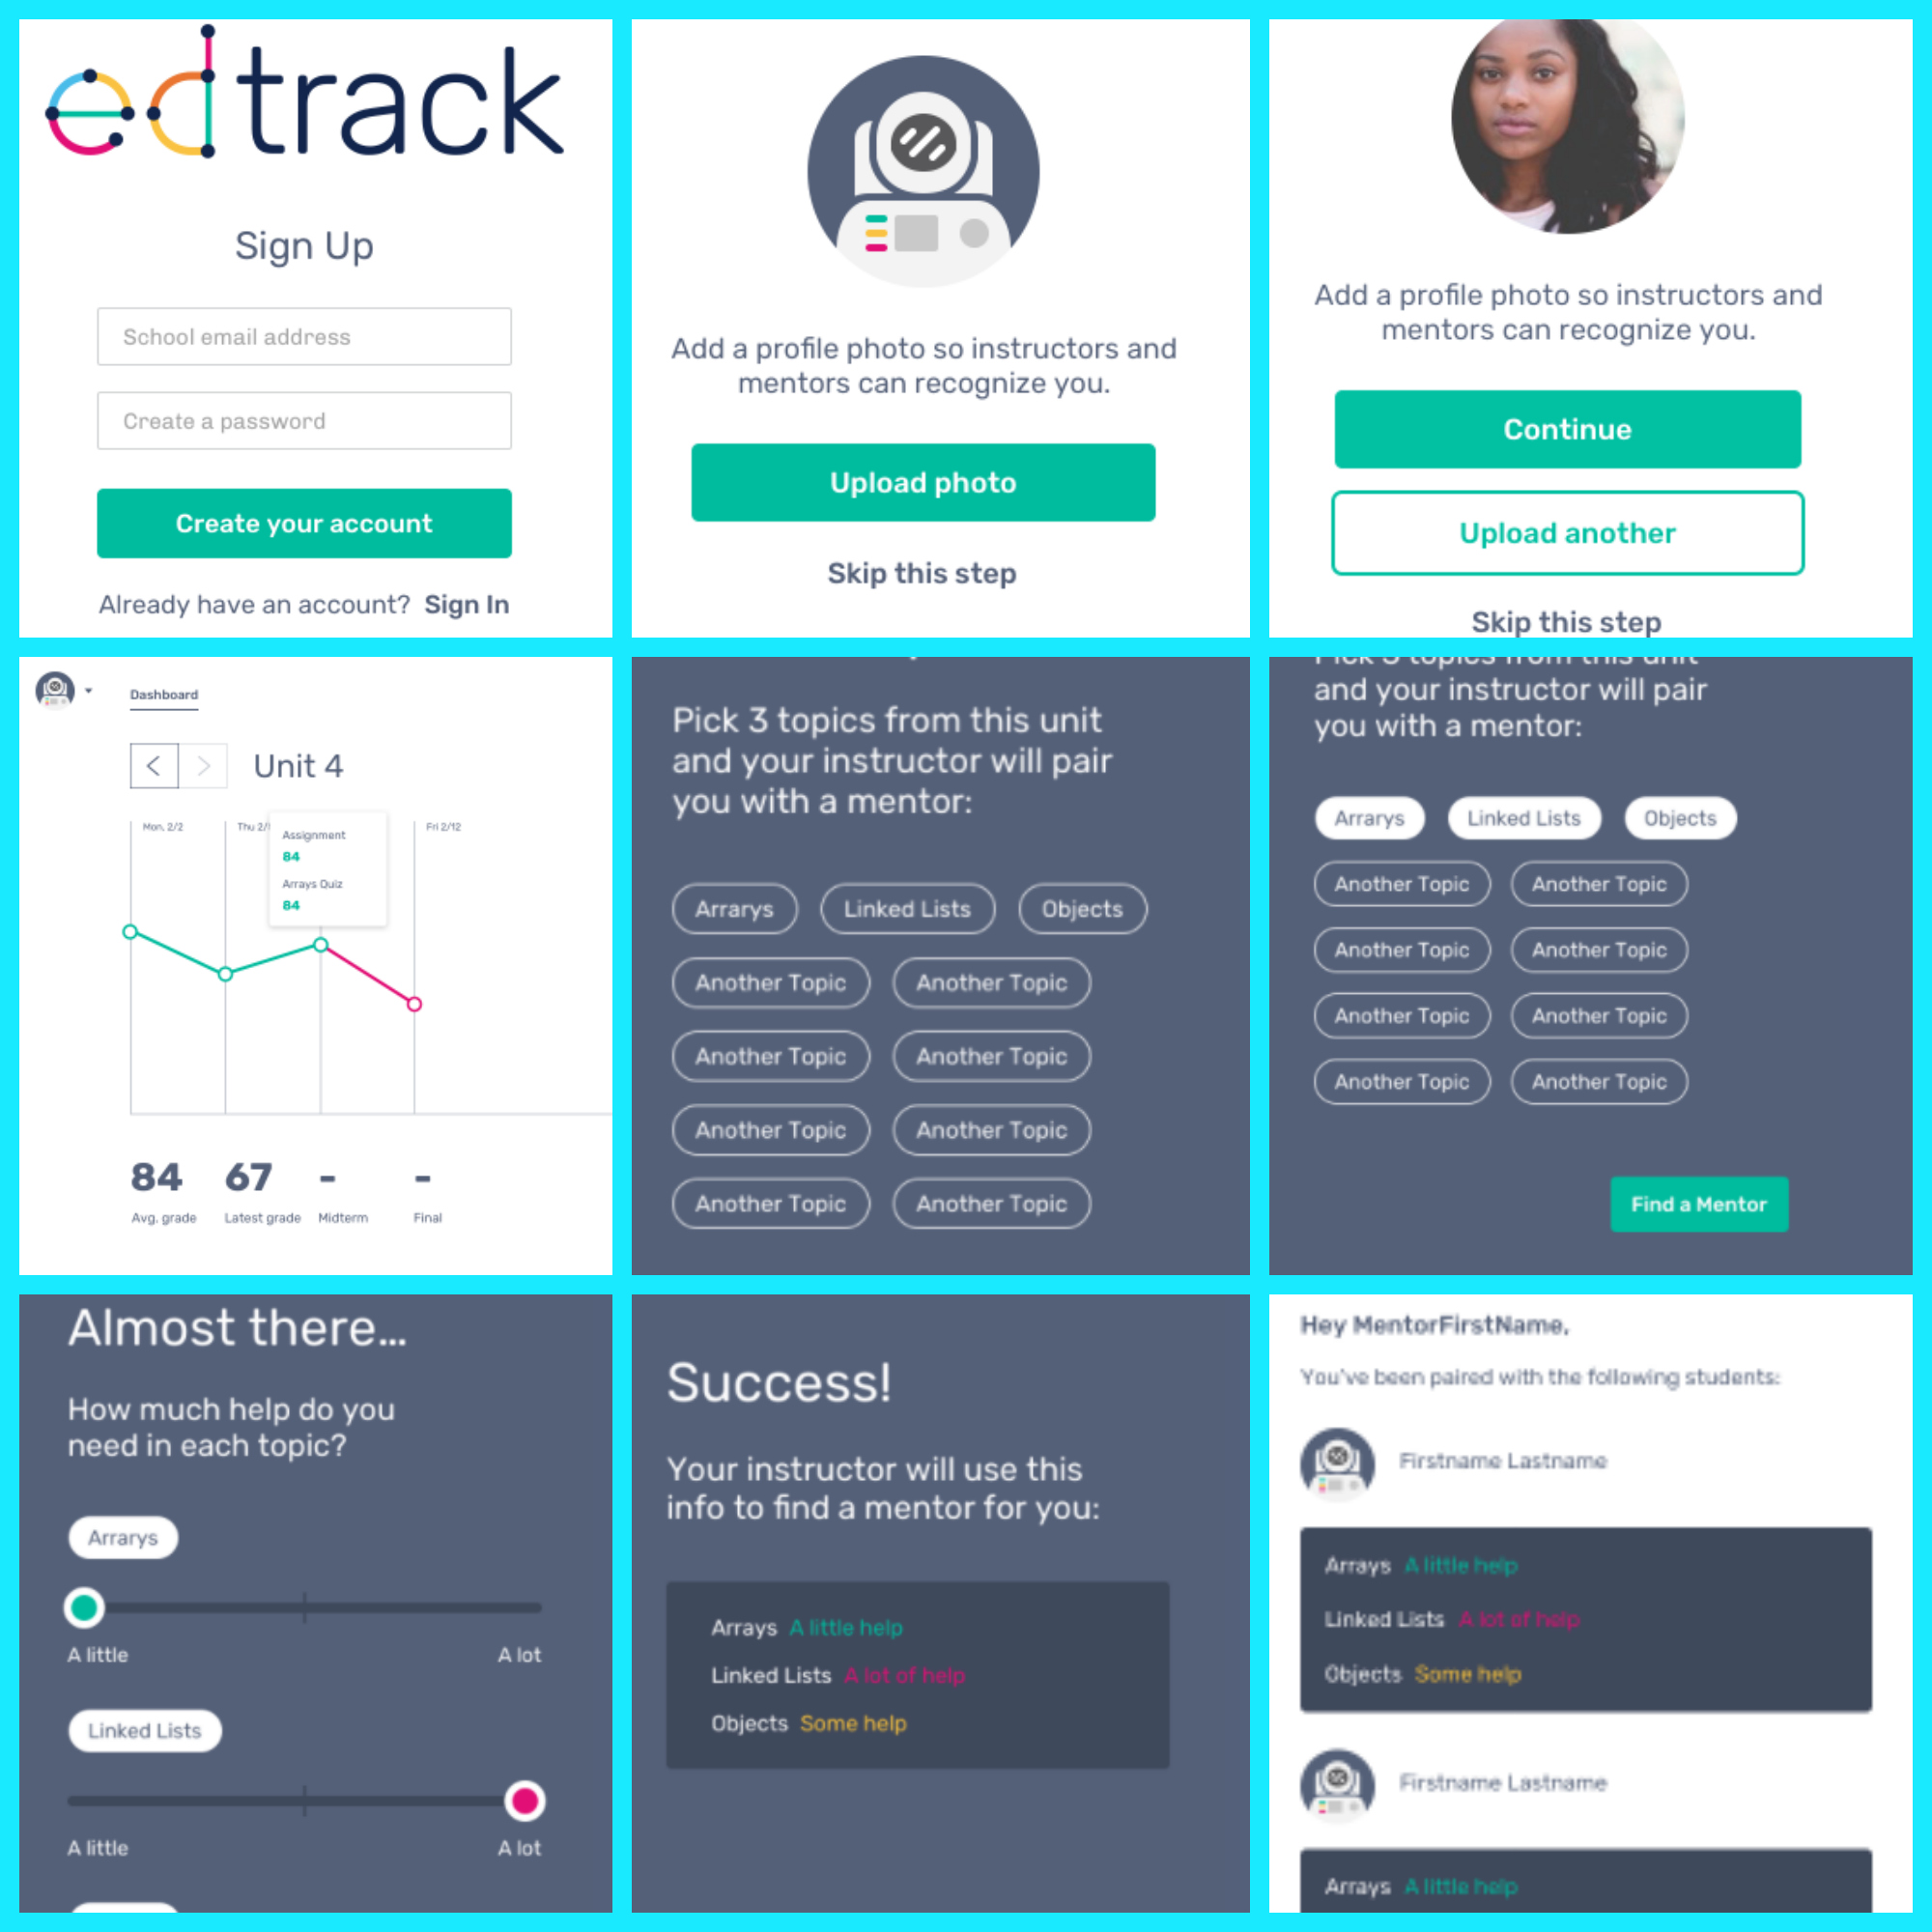 edtrack
Sign Up
School email address
Create a password
Create your account
Already have an account? Sign In
Add a profile photo so instructors and
mentors can recognize you.
Upload photo
Skip this step
Add a profile photo so instructors and
mentors can recognize you.
Continue
Upload another
Skip this step
Dashboard
Unit 4
Mon, 2/2
Thu 2/
Fri 2/12
Assignment
84
Arrays Quiz
84
84 67 - -
Avg. grade Latest grade Midterm Final
Pick 3 topics from this unit
and your instructor will pair
you with a mentor:
Ararys Linked Lists Objects
Another Topic Another Topic
Another Topic Another Topic
Another Topic Another Topic
Another Topic Another Topic
Pick 3 topics from this unit
and your instructor will pair
you with a mentor:
Ararys Linked Lists Objects
Another Topic Another Topic
Another Topic Another Topic
Another Topic Another Topic
Another Topic Another Topic
Find a Mentor
Almost there...
How much help do you
need in each topic?
Ararys
A little A lot
Linked Lists
A little A lot
Success!
Your instructor will use this
info to find a mentor for you:
Arrays A little help
Linked Lists A lot of help
Objects Some help
Hey MentorFirstName,
You've been paired with the following students:
Firstname Lastname
Arrays A little help
Linked Lists A lot of help
Objects Some help
Firstname Lastname
Arrays A little help